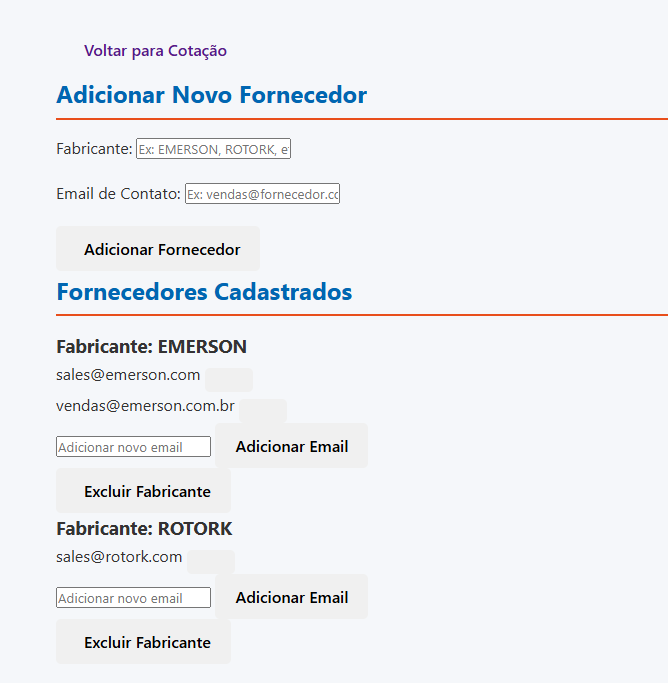 Voltar para Cotação
Adicionar Novo Fornecedor
Fabricante: Ex: EMERSON, ROTORK, e
Email de Contato: Ex: vendas@fornecedor.co
Adicionar Fornecedor
Fornecedores Cadastrados
Fabricante: EMERSON
sales@emerson.com
vendas@emerson.com.br
Adicionar novo email Adicionar Email
Excluir Fabricante
Fabricante: ROTORK
sales@rotork.com
Adicionar novo email Adicionar Email
Excluir Fabricante